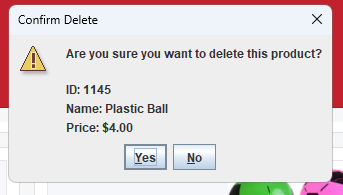 Confirm Delete
Are you sure you want to delete this product?
ID: 1145
Name: Plastic Ball
Price: $4.00
Yes No